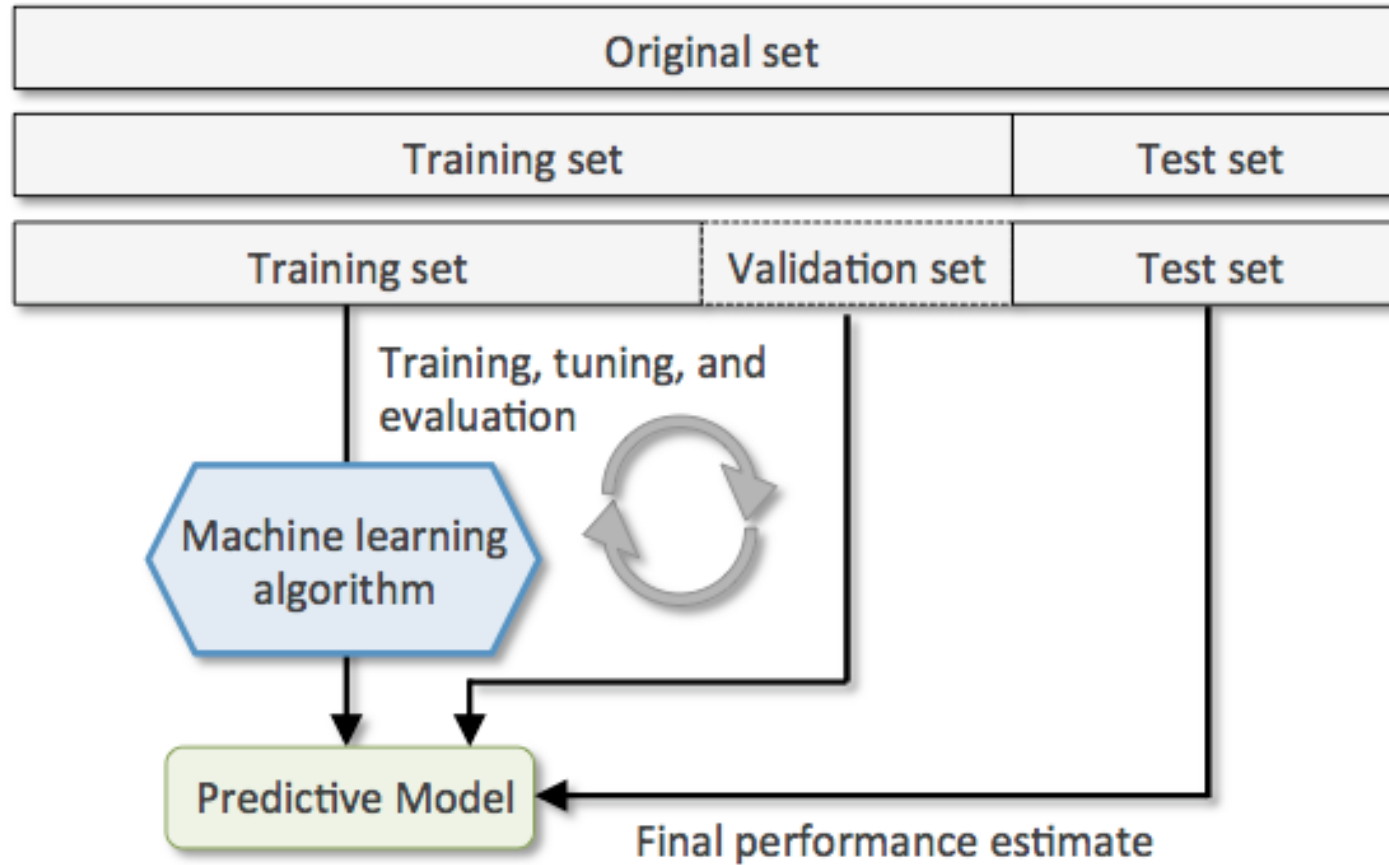 Original set
Training set
Test set
Training set
Validation set
Test set
Training, tuning, and
evaluation
Machine learning
algorithm
Predictive Model
Final performance estimate